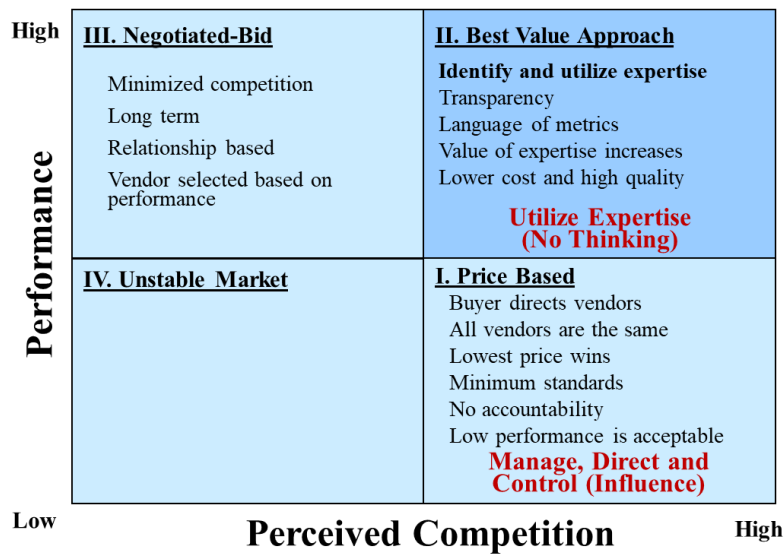 High
III. Negotiated-Bid
Minimized competition
Long term
Relationship based
Vendor selected based on
performance
II. Best Value Approach
Identify and utilize expertise
Transparency
Language of metrics
Value of expertise increases
Lower cost and high quality
Utilize Expertise
(No Thinking)
Performance
IV. Unstable Market
I. Price Based
Buyer directs vendors
All vendors are the same
Lowest price wins
Minimum standards
No accountability
Low performance is acceptable
Manage, Direct and
Control (Influence)
Low
Perceived Competition
High